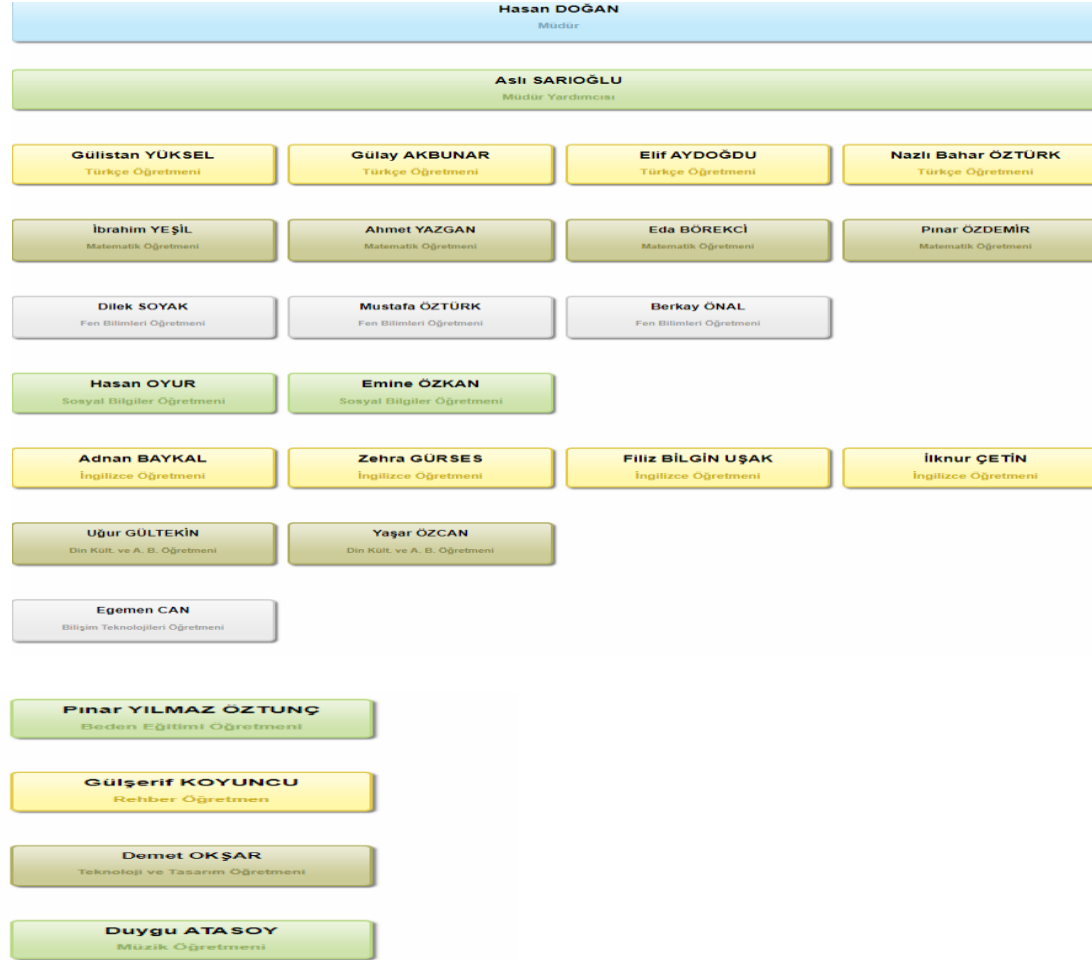 Hasan DOĞAN
Müdür
Aslı SARIOĞLU
Müdür Yardımcısı
Gülistan YÜKSEL
Türkçe Öğretmeni
Gülay AKBUNAR
Türkçe Öğretmeni
Elif AYDOĞDU
Türkçe Öğretmeni
Nazlı Bahar ÖZTÜRK
Türkçe Öğretmeni
İbrahim YEŞİL
Matematik Öğretmeni
Ahmet YAZGAN
Matematik Öğretmeni
Eda BÖREKCİ
Matematik Öğretmeni
Pınar ÖZDEMİR
Matematik Öğretmeni
Dilek SOYAK
Fen Bilimleri Öğretmeni
Mustafa ÖZTÜRK
Fen Bilimleri Öğretmeni
Berkay ÖNAL
Fen Bilimleri Öğretmeni
Hasan OYUR
Sosyal Bilgiler Öğretmeni
Emine ÖZKAN
Sosyal Bilgiler Öğretmeni
Adnan BAYKAL
İngilizce Öğretmeni
Zehra GÜRSES
İngilizce Öğretmeni
Filiz BİLGİN UŞAK
İngilizce Öğretmeni
İlknur ÇETİN
İngilizce Öğretmeni
Uğur GÜLTEKİN
Din Kült. ve A. B. Öğretmeni
Yaşar ÖZCAN
Din Kült. ve A. B. Öğretmeni
Egemen CAN
Bilişim Teknolojileri Öğretmeni
Pınar YILMAZ ÖZTUNÇ
Beden Eğitimi Öğretmeni
Gülşerif KOYUNCU
Rehber Öğretmen
Demet OKŞAR
Teknoloji ve Tasarım Öğretmeni
Duygu ATASOY
Müzik Öğretmeni